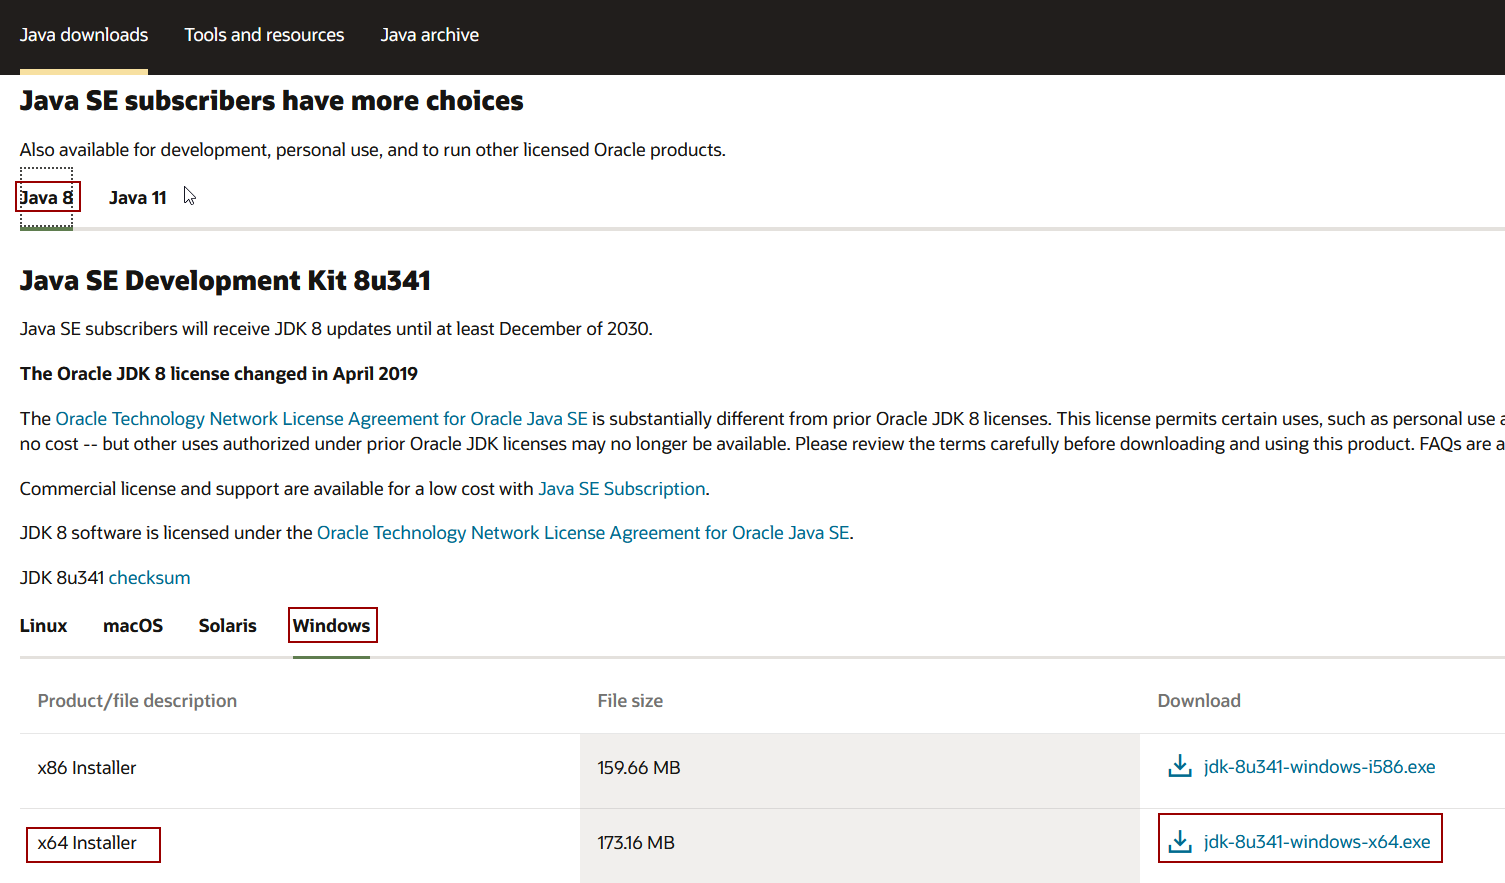 Java downloads Tools and resources Java archive
Java SE subscribers have more choices
Also available for development, personal use, and to run other licensed Oracle products.
Java 8 Java 11
Java SE Development Kit 8u341
Java SE subscribers will receive JDK 8 updates until at least December of 2030.
The Oracle JDK 8 license changed in April 2019
The Oracle Technology Network License Agreement for Oracle Java SE is substantially different from prior Oracle JDK 8 licenses. This license permits certain uses, such as personal use a
no cost -- but other uses authorized under prior Oracle JDK licenses may no longer be available. Please review the terms carefully before downloading and using this product. FAQs are a
Commercial license and support are available for a low cost with Java SE Subscription.
JDK 8 software is licensed under the Oracle Technology Network License Agreement for Oracle Java SE.
JDK 8u341 checksum
Linux macOS Solaris Windows
Product/file description File size Download
x86 Installer 159.66 MB jdk-8u341-windows-i586.exe
x64 Installer 173.16 MB jdk-8u341-windows-x64.exe